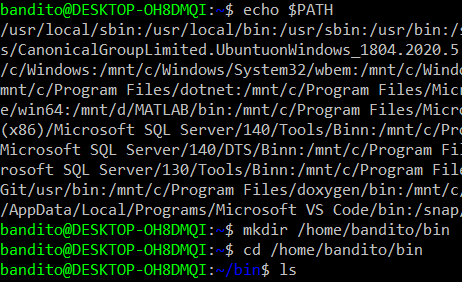 bandito@DESKTOP-OH8DMQI:~$ echo $PATH
/usr/local/sbin:/usr/local/bin:/usr/sbin:/usr/bin:/
s/CanonicalGroupLimited.UbuntuonWindows_1804.2020.5
/c/Windows:/mnt/c/Windows/System32/wbem:/mnt/c/Windo
mnt/c/Program Files/dotnet:/mnt/c/Program Files/Micr
e/win64:/mnt/d/MATLAB/bin:/mnt/c/Program Files/Micro
(x86)/Microsoft SQL Server/140/Tools/Binn:/mnt/c/Pro
Microsoft SQL Server/140/DTS/Binn:/mnt/c/Program Fil
rosoft SQL Server/130/Tools/Binn:/mnt/c/Program File
Git/usr/bin:/mnt/c/Program Files/doxygen/bin:/mnt/c/
/AppData/Local/Programs/Microsoft VS Code/bin:/snap/
bandito@DESKTOP-OH8DMQI:~$ mkdir /home/bandito/bin
bandito@DESKTOP-OH8DMQI:~$ cd /home/bandito/bin
bandito@DESKTOP-OH8DMQI:~/bin$ ls